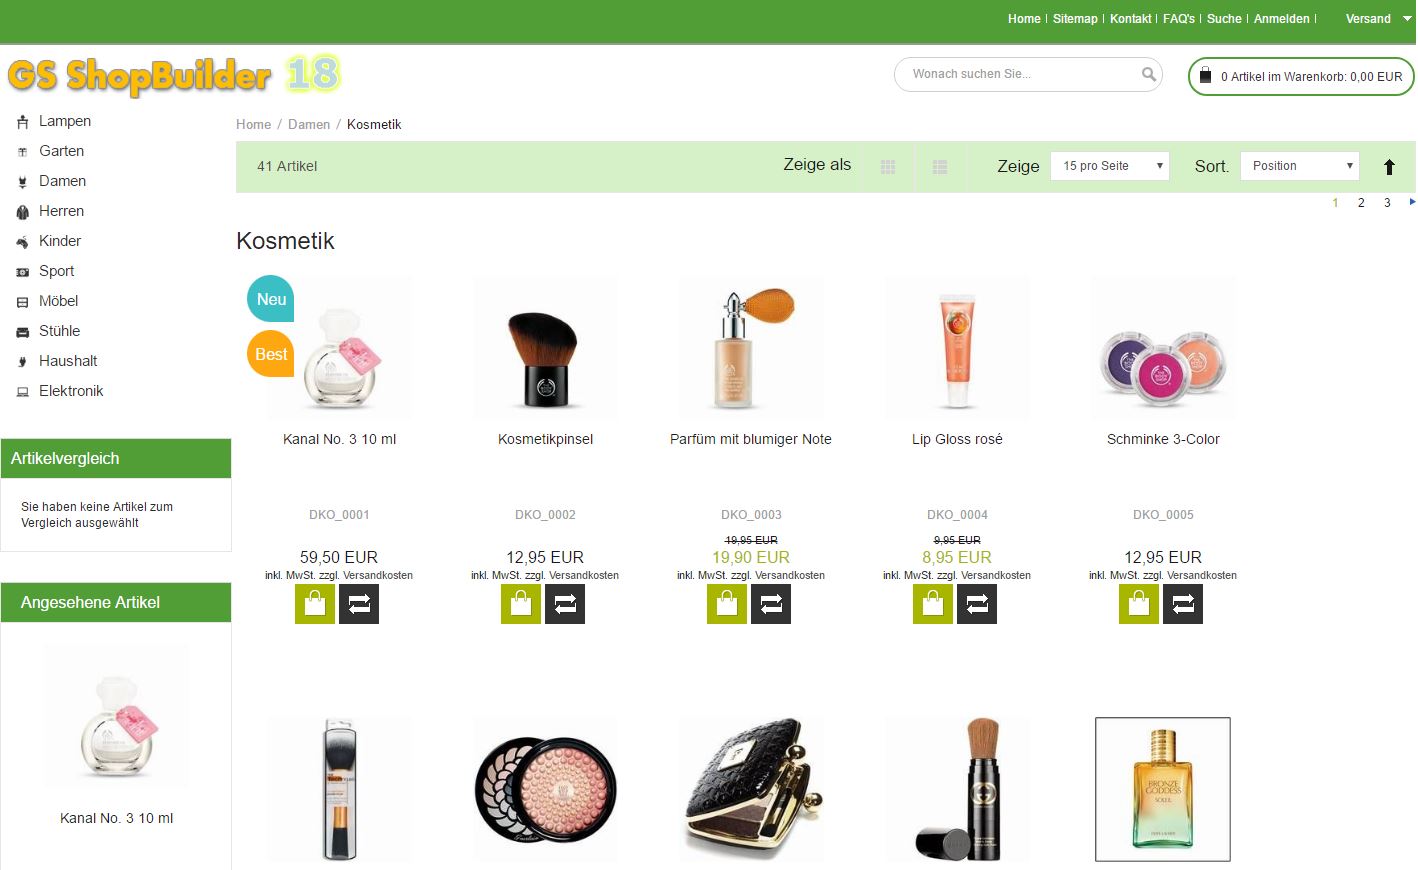 Home | Sitemap | Kontakt | FAQ's | Suche | Anmelden | Versand
GS ShopBuilder 18
Wonach suchen Sie...
0 Artikel im Warenkorb: 0,00 EUR
Lampen
Garten
Damen
Herren
Kinder
Sport
Möbel
Stühle
Haushalt
Elektronik
Artikelvergleich
Sie haben keine Artikel zum
Vergleich ausgewählt
Angesehene Artikel
Kanal No. 3 10 ml
Home / Damen / Kosmetik
41 Artikel
Zeige als
Zeige
15 pro Seite
Sort.
Position
1 2 3
Kosmetik
Neu
Best
Kanal No. 3 10 ml
DKO_0001
59,50 EUR
inkl. MwSt. zzgl. Versandkosten
Kosmetikpinsel
DKO_0002
12,95 EUR
inkl. MwSt. zzgl. Versandkosten
Parfüm mit blumiger Note
DKO_0003
19,95 EUR
19,90 EUR
inkl. MwSt. zzgl. Versandkosten
Lip Gloss rosé
DKO_0004
9,95 EUR
8,95 EUR
inkl. MwSt. zzgl. Versandkosten
Schminke 3-Color
DKO_0005
12,95 EUR
inkl. MwSt. zzgl. Versandkosten
BRONZE
GODDESS
SOLEIL